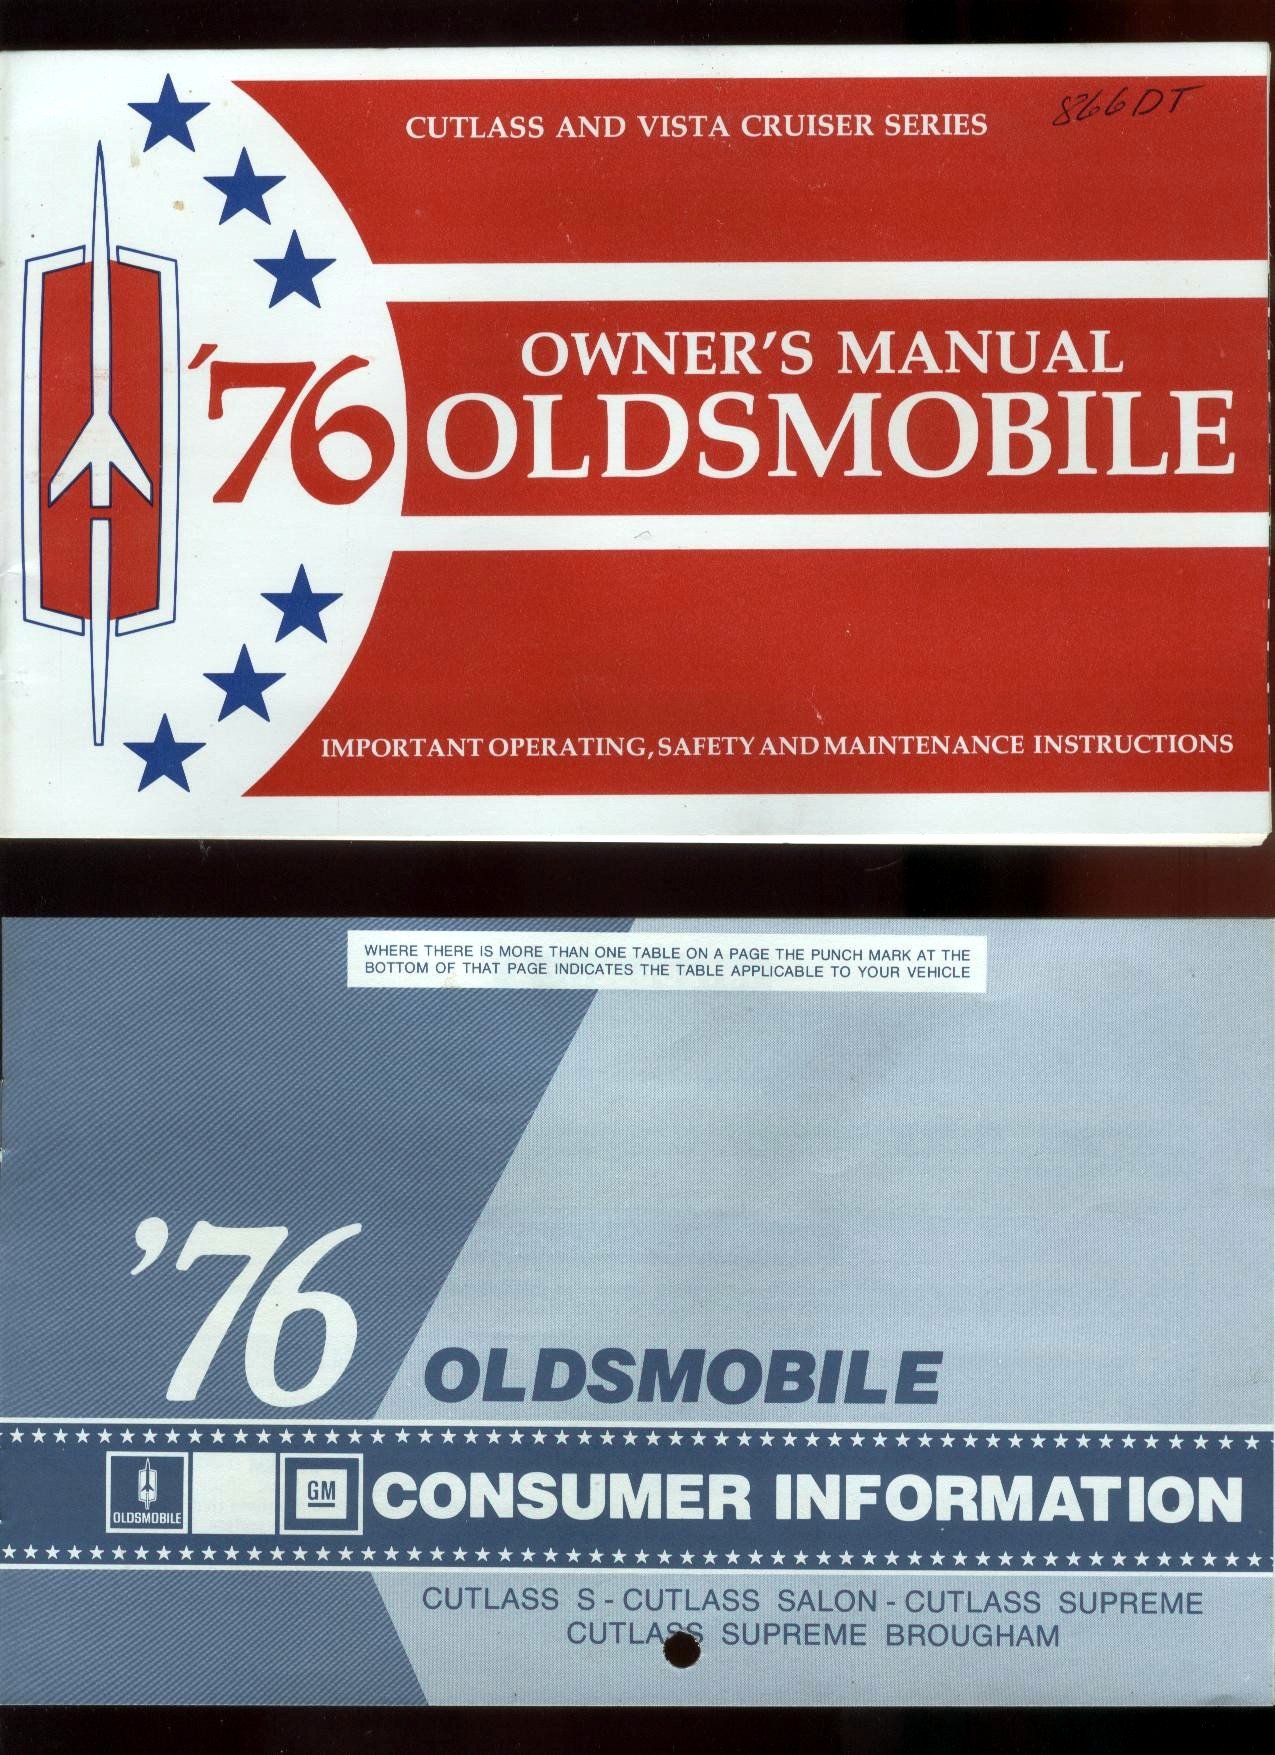 CUTLASS AND VISTA CRUISER SERIES
866DT
OWNER'S MANUAL
'76 OLDSMOBILE
IMPORTANT OPERATING, SAFETY AND MAINTENANCE INSTRUCTIONS
WHERE THERE IS MORE THAN ONE TABLE ON A PAGE THE PUNCH MARK AT THE
BOTTOM OF THAT PAGE INDICATES THE TABLE APPLICABLE TO YOUR VEHICLE
'76
OLDSMOBILE
OLDSMOBILE
GM
CONSUMER INFORMATION
CUTLASS S - CUTLASS SALON - CUTLASS SUPREME
CUTLASS SUPREME BROUGHAM